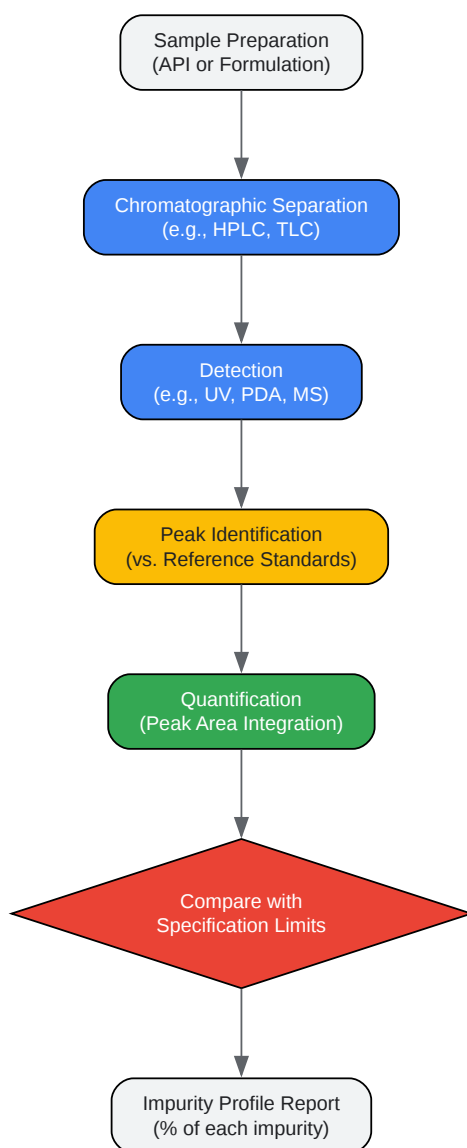 Sample Preparation
(API or Formulation)
Chromatographic Separation
(e.g., HPLC, TLC)
Detection
(e.g., UV, PDA, MS)
Peak Identification
(vs. Reference Standards)
Quantification
(Peak Area Integration)
Compare with
Specification Limits
Impurity Profile Report
(% of each impurity)